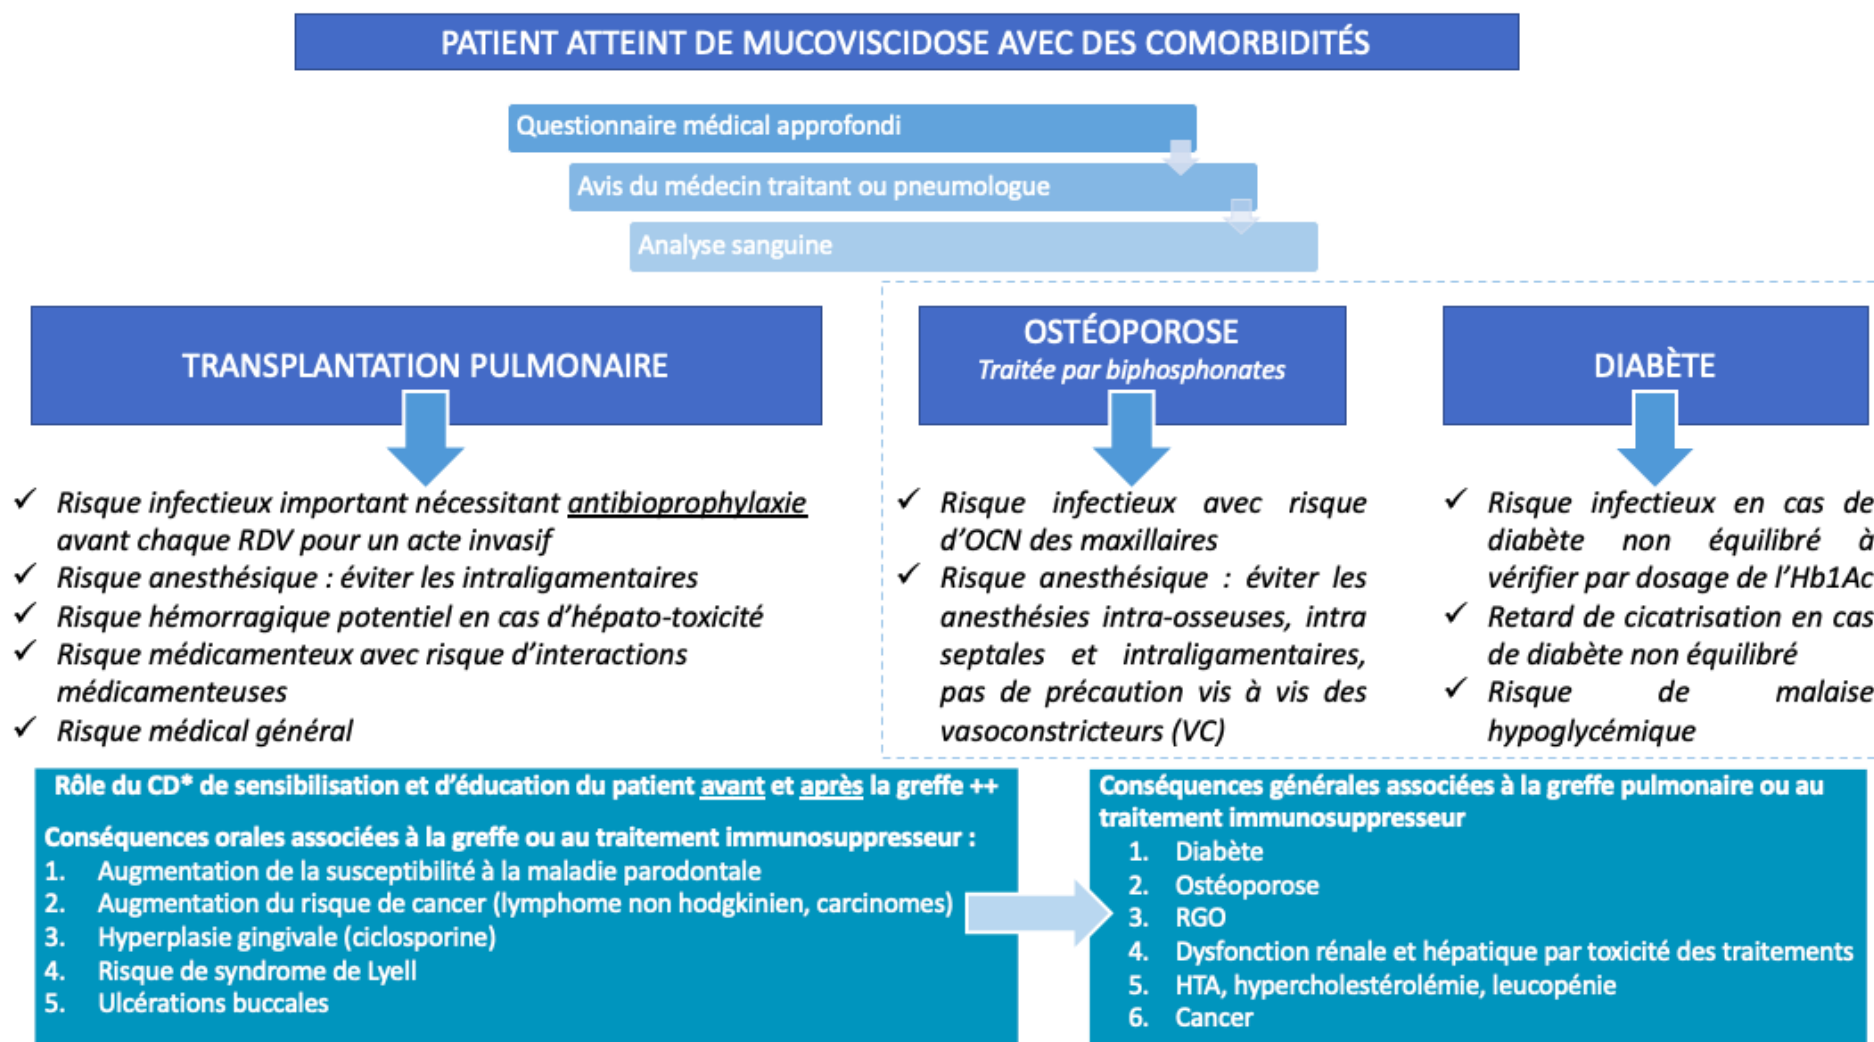 PATIENT ATTEINT DE MUCOVISCIDOSE AVEC DES COMORBIDITÉS
Questionnaire médical approfondi
Avis du médecin traitant ou pneumologue
Analyse sanguine
TRANSPLANTATION PULMONAIRE
✓ Risque infectieux important nécessitant antibioprophylaxie
avant chaque RDV pour un acte invasif
✓ Risque anesthésique : éviter les intraligamentaires
✓ Risque hémorragique potentiel en cas d'hépato-toxicité
✓ Risque médicamenteux avec risque d'interactions
médicamenteuses
✓ Risque médical général
OSTÉOPOROSE
Traitée par biphosphonates
✓ Risque infectieux avec risque
d'OCN des maxillaires
✓ Risque anesthésique : éviter les
anesthésies intra-osseuses, intra
septales et intraligamentaires,
pas de précaution vis à vis des
vasoconstricteurs (VC)
DIABÈTE
✓ Risque infectieux en cas de
diabète non équilibré à
vérifier par dosage de l'Hb1Ac
✓ Retard de cicatrisation en cas
de diabète non équilibré
✓ Risque de malaise
hypoglycémique
Rôle du CD* de sensibilisation et d'éducation du patient avant et après la greffe ++
Conséquences orales associées à la greffe ou au traitement immunosuppresseur :
1. Augmentation de la susceptibilité à la maladie parodontale
2. Augmentation du risque de cancer (lymphome non hodgkinien, carcinomes)
3. Hyperplasie gingivale (ciclosporine)
4. Risque de syndrome de Lyell
5. Ulcérations buccales
Conséquences générales associées à la greffe pulmonaire ou au
traitement immunosuppresseur
1. Diabète
2. Ostéoporose
3. RGO
4. Dysfonction rénale et hépatique par toxicité des traitements
5. HTA, hypercholestérolémie, leucopénie
6. Cancer